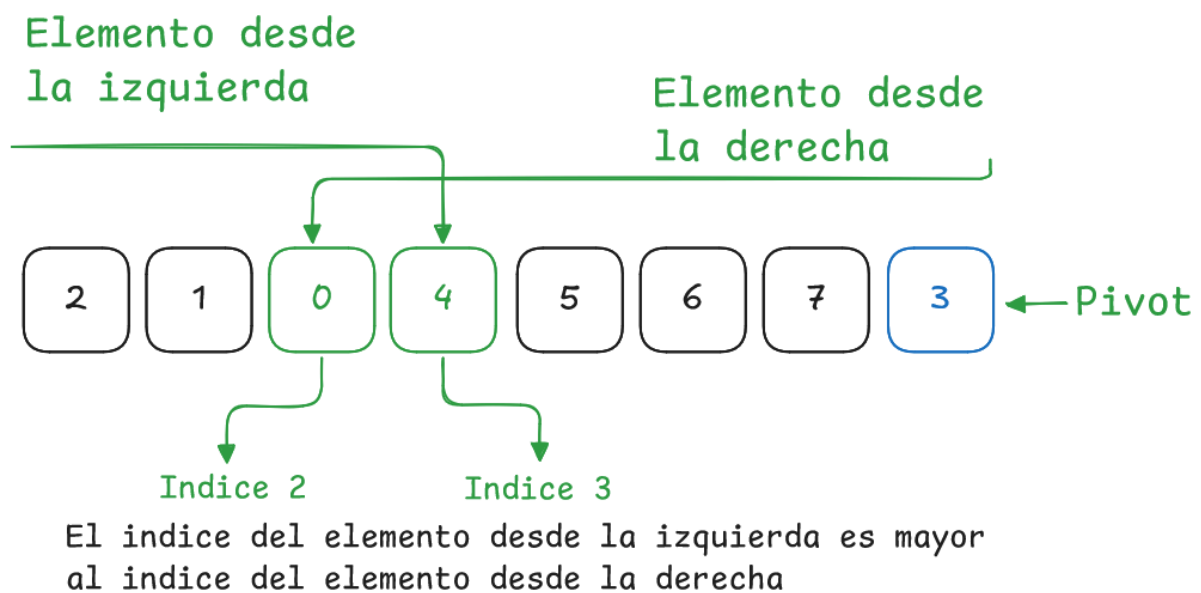 Elemento desde
la izquierda
Elemento desde
la derecha
2 1 0 4 5 6 7 3
Pivot
Indice 2
Indice 3
El indice del elemento desde la izquierda es mayor
al indice del elemento desde la derecha